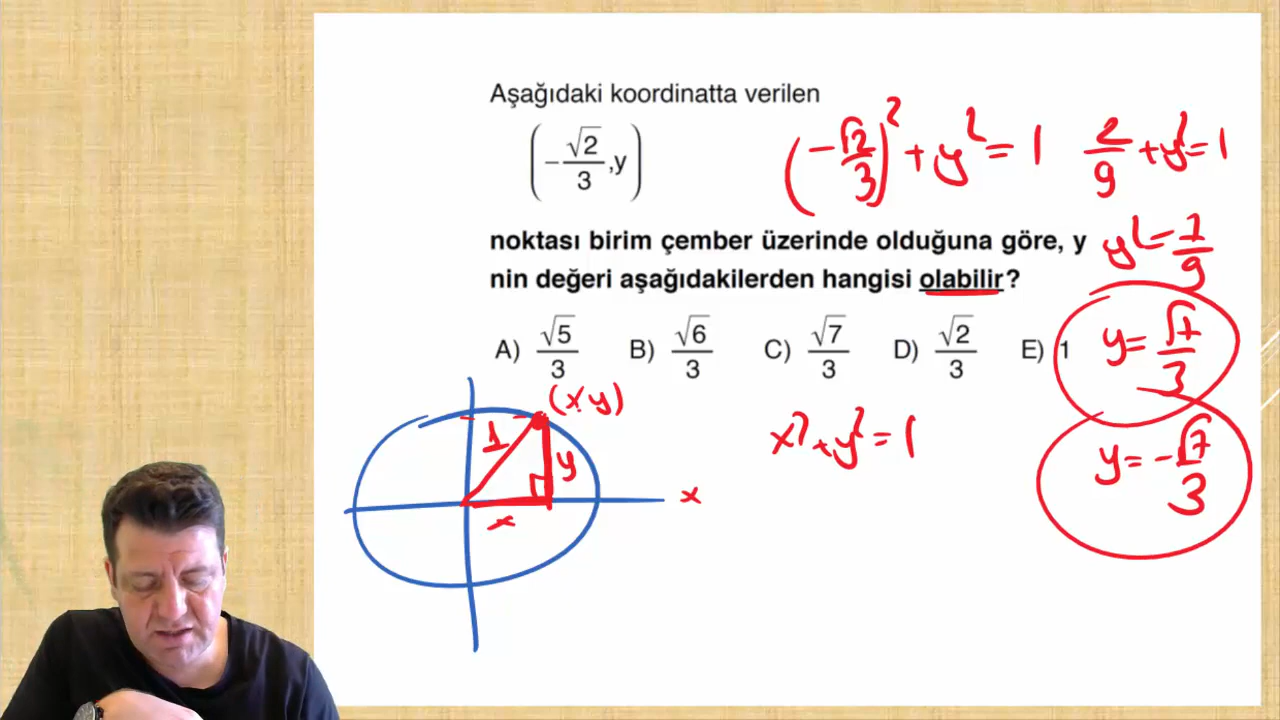 Aşağıdaki koordinatta verilen
(-√2/3, y)
noktası birim çember üzerinde olduğuna göre, y
nin değeri aşağıdakilerden hangisi olabilir?
A) √5/3 B) √6/3 C) √7/3 D) √2/3 E) 1
(-√2/3)² + y² = 1
2/9 + y² = 1
y² = 7/9
y = √7/3
y = -√7/3
x² + y² = 1
(x y)
1
y
x
x